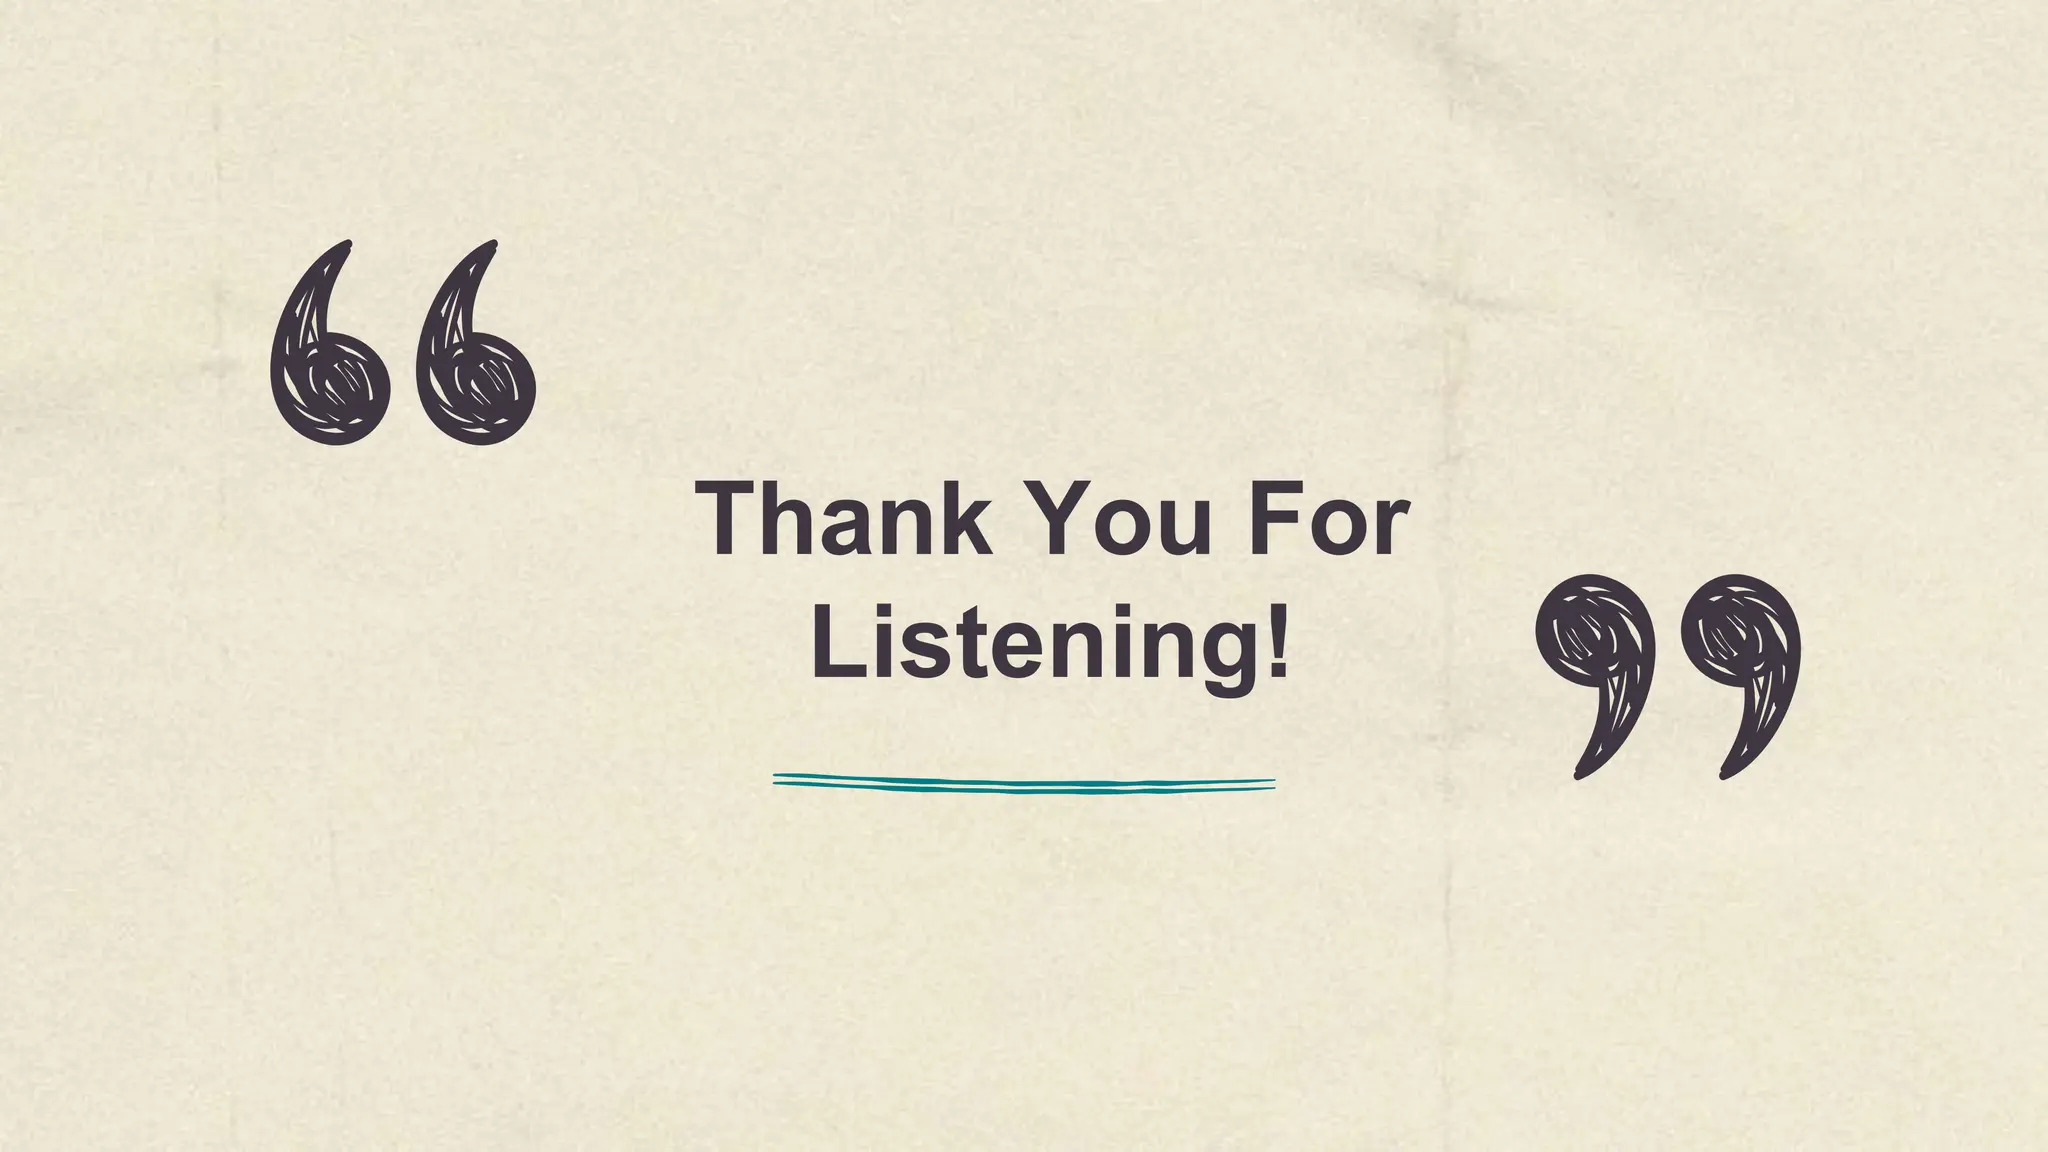 “
Thank You For
Listening!
”